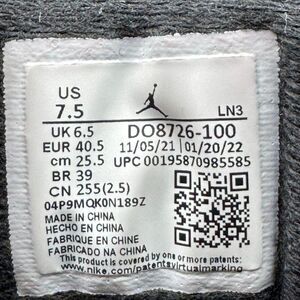 US
7.5
LN3
UK 6.5 DO8726-100
EUR 40.5 11/05/21 01/20/22
cm 25.5 UPC 00195870985585
BR 39
CN 255(2.5)
04P9MQK0N189Z
MADE IN CHINA
HECHO EN CHINA
FABRIQUE EN CHINE
FABRICADO NA CHINA
This product is covered by one or more patents:
www.nike.com/patentsvirtualmarking